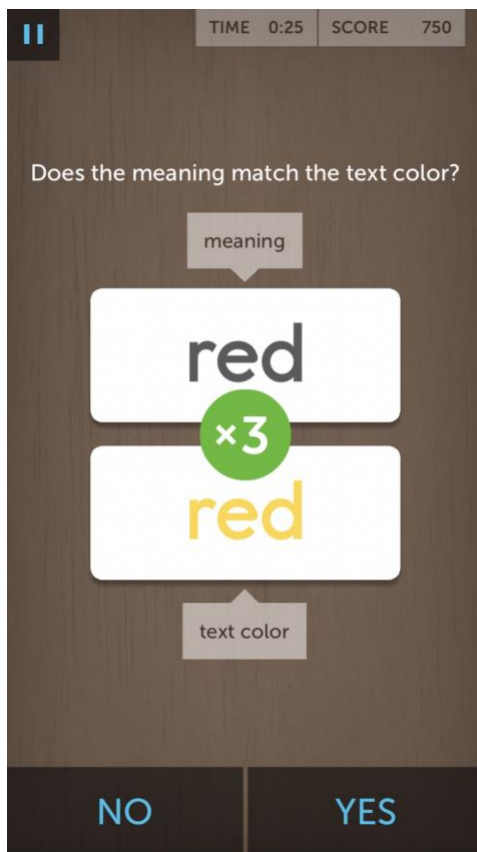 TIME 0:25 SCORE 750
Does the meaning match the text color?
meaning
red
×3
red
text color
NO YES